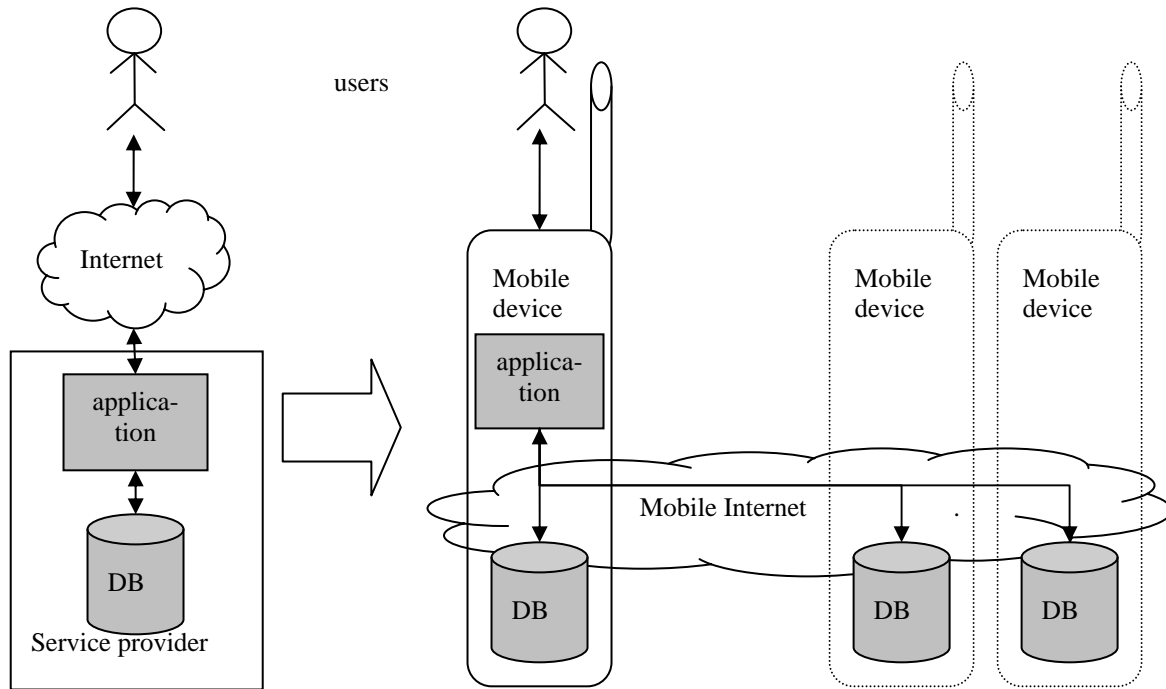 users
Internet
applica-
tion
DB
Service provider
Mobile
device
applica-
tion
Mobile
device
Mobile
device
Mobile Internet
.
DB
DB
DB